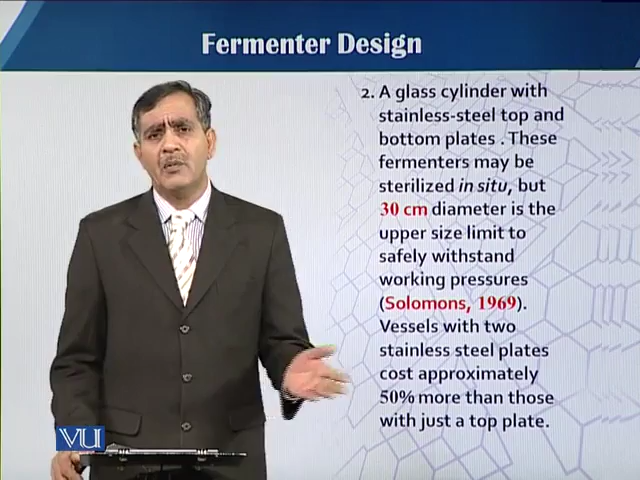 Fermenter Design
2. A glass cylinder with
stainless-steel top and
bottom plates . These
fermenters may be
sterilized in situ, but
30 cm diameter is the
upper size limit to
safely withstand
working pressures
(Solomons, 1969).
Vessels with two
stainless steel plates
cost approximately
50% more than those
with just a top plate.
VU